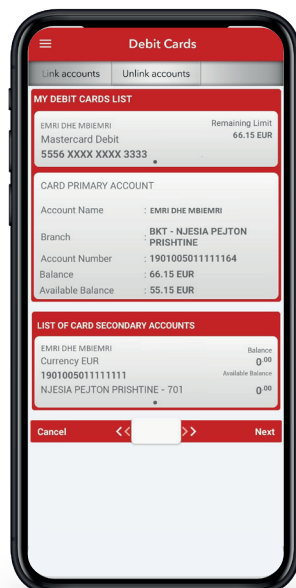 Debit Cards
Link accounts Unlink accounts
MY DEBIT CARDS LIST
EMRI DHE MBIEMRI Remaining Limit
Mastercard Debit 66.15 EUR
5556 XXXX XXXX 3333
CARD PRIMARY ACCOUNT
Account Name : EMRI DHE MBIEMRI
Branch : BKT - NJESIA PEJTON
PRISHTINE
Account Number : 1901005011111164
Balance : 66.15 EUR
Available Balance : 55.15 EUR
LIST OF CARD SECONDARY ACCOUNTS
EMRI DHE MBIEMRI Balance
Currency EUR 0.00
1901005011111111 Available Balance
NJESIA PEJTON PRISHTINE - 701 0.00
Cancel << >> Next